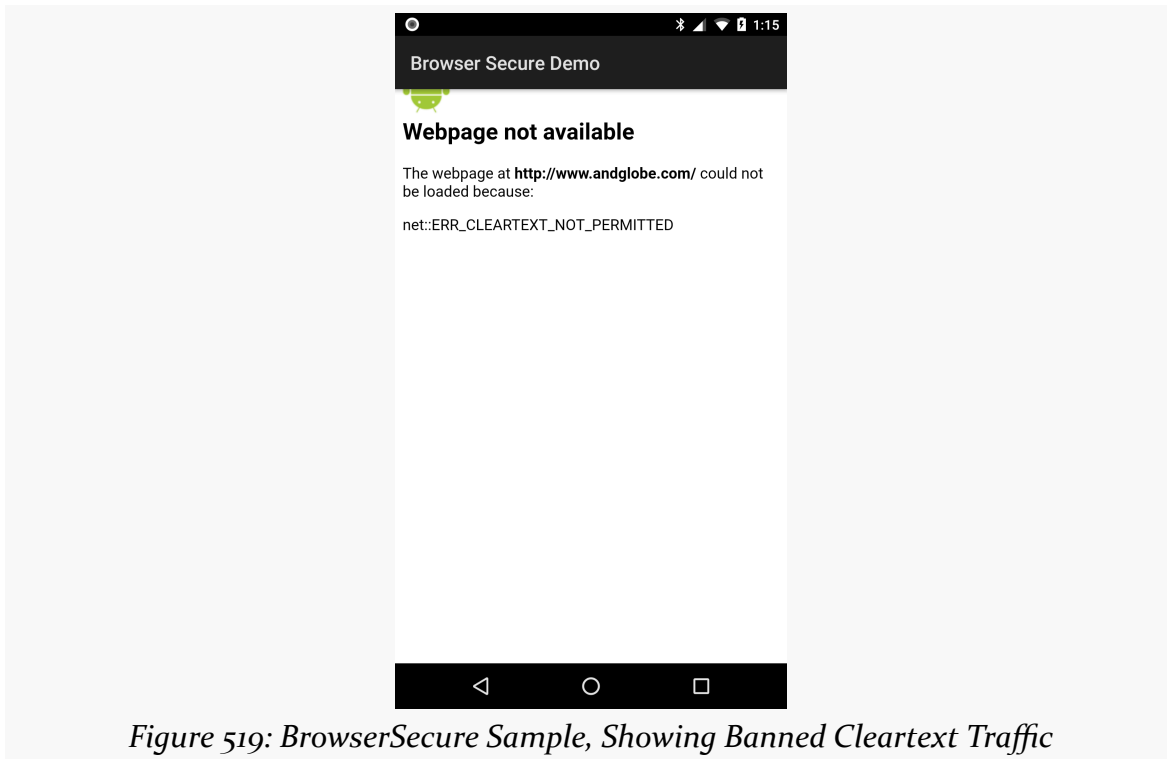 1:15
Browser Secure Demo
Webpage not available
The webpage at http://www.andglobe.com/ could not
be loaded because:
net::ERR_CLEARTEXT_NOT_PERMITTED
Figure 519: BrowserSecure Sample, Showing Banned Cleartext Traffic